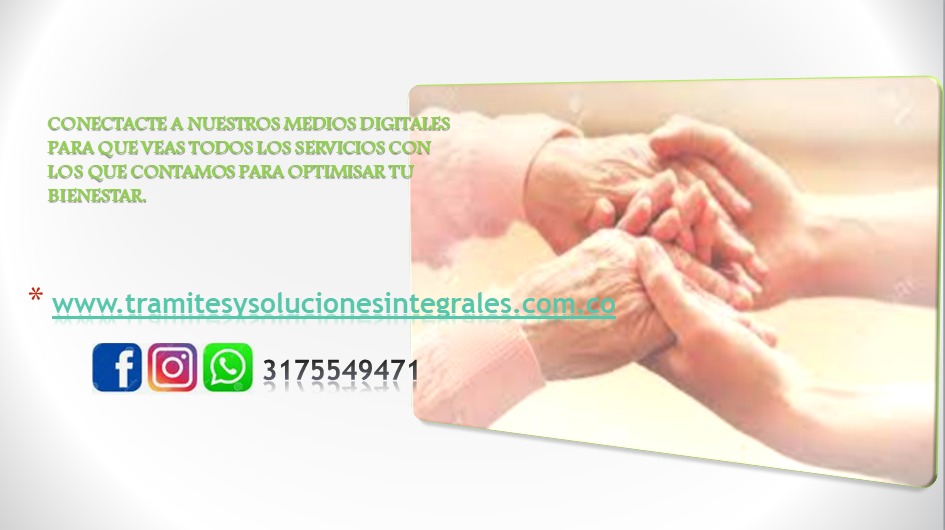 CONECTACTE A NUESTROS MEDIOS DIGITALES
PARA QUE VEAS TODOS LOS SERVICIOS CON
LOS QUE CONTAMOS PARA OPTIMISAR TU
BIENESTAR.
* www.tramitesysolucionesintegrales.com.co
3175549471